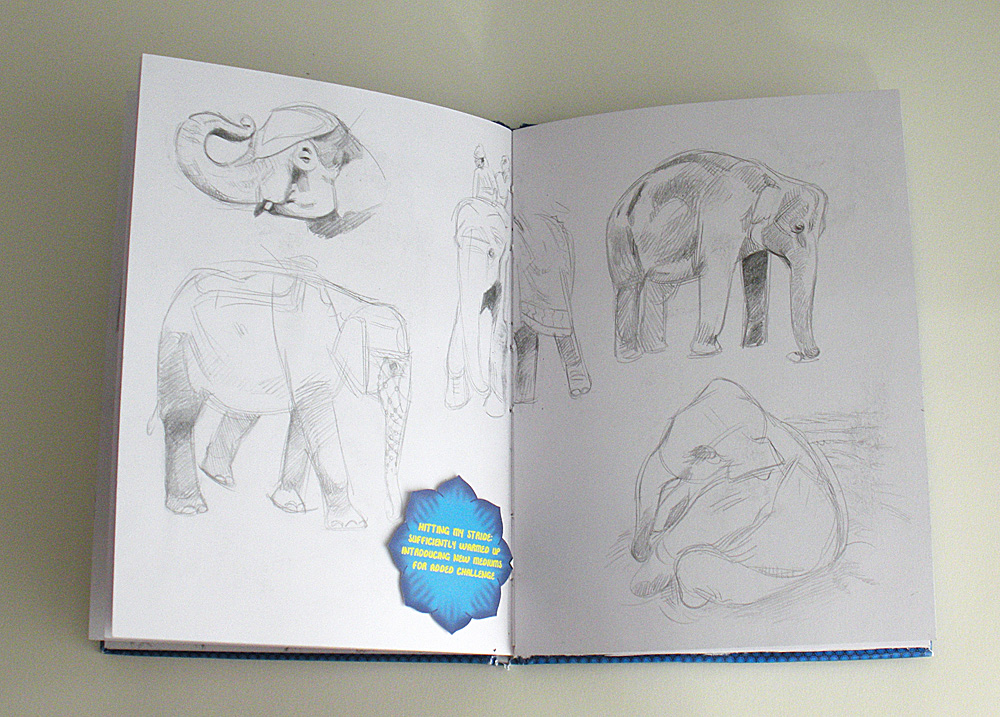 HITTING MY STRIDE:
SUFFICIENTLY WARMED UP
INTRODUCING NEW MEDIUMS
FOR ADDED CHALLENGE